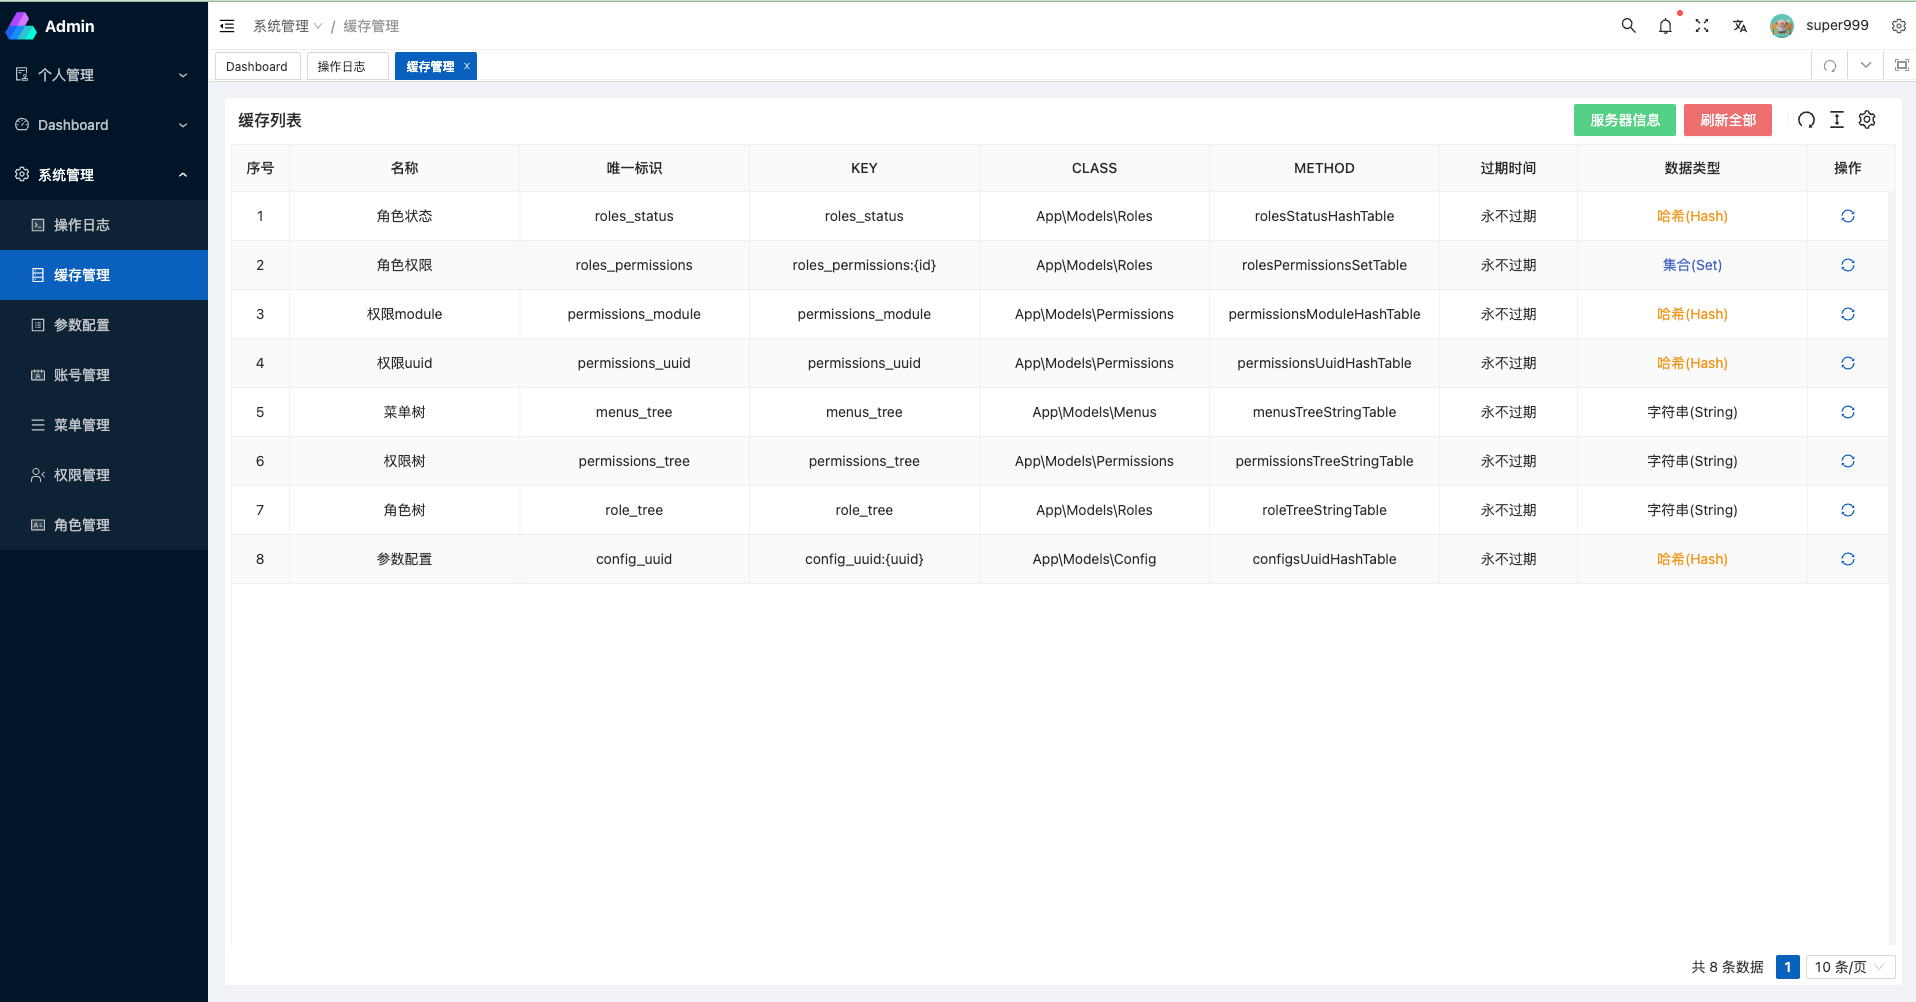 Admin
个人管理
Dashboard
系统管理
操作日志
缓存管理
参数配置
账号管理
菜单管理
权限管理
角色管理
系统管理 / 缓存管理
super999
Dashboard 操作日志 缓存管理 x
缓存列表 服务器信息 刷新全部
序号 名称 唯一标识 KEY CLASS METHOD 过期时间 数据类型 操作
1 角色状态 roles_status roles_status App\Models\Roles rolesStatusHashTable 永不过期 哈希(Hash)
2 角色权限 roles_permissions roles_permissions:{id} App\Models\Roles rolesPermissionsSetTable 永不过期 集合(Set)
3 权限module permissions_module permissions_module App\Models\Permissions permissionsModuleHashTable 永不过期 哈希(Hash)
4 权限uuid permissions_uuid permissions_uuid App\Models\Permissions permissionsUuidHashTable 永不过期 哈希(Hash)
5 菜单树 menus_tree menus_tree App\Models\Menus menusTreeStringTable 永不过期 字符串(String)
6 权限树 permissions_tree permissions_tree App\Models\Permissions permissionsTreeStringTable 永不过期 字符串(String)
7 角色树 role_tree role_tree App\Models\Roles roleTreeStringTable 永不过期 字符串(String)
8 参数配置 config_uuid config_uuid:{uuid} App\Models\Config configsUuidHashTable 永不过期 哈希(Hash)
共 8 条数据 1 10 条/页